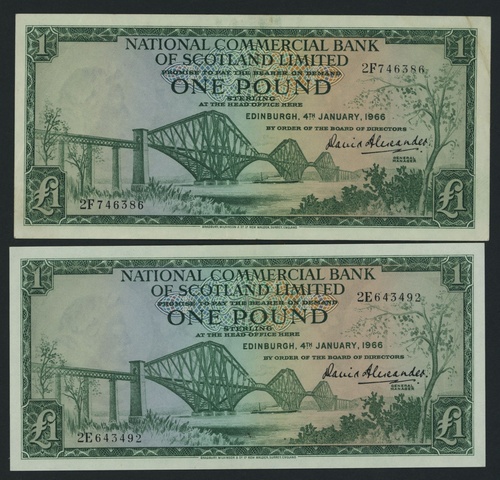 1 NATIONAL COMMERCIAL BANK 1
OF SCOTLAND LIMITED
PROMISE TO PAY THE BEARER ON DEMAND 2F746386
ONE POUND
STERLING
AT THE HEAD OFFICE HERE
EDINBURGH, 4TH JANUARY, 1966
BY ORDER OF THE BOARD OF DIRECTORS
David Alexander.
GENERAL
MANAGER
£1 2F746386 £1
1 NATIONAL COMMERCIAL BANK 1
OF SCOTLAND LIMITED
PROMISE TO PAY THE BEARER ON DEMAND 2E643492
ONE POUND
STERLING
AT THE HEAD OFFICE HERE
EDINBURGH, 4TH JANUARY, 1966
BY ORDER OF THE BOARD OF DIRECTORS
David Alexander.
GENERAL
MANAGER
£1 2E643492 £1